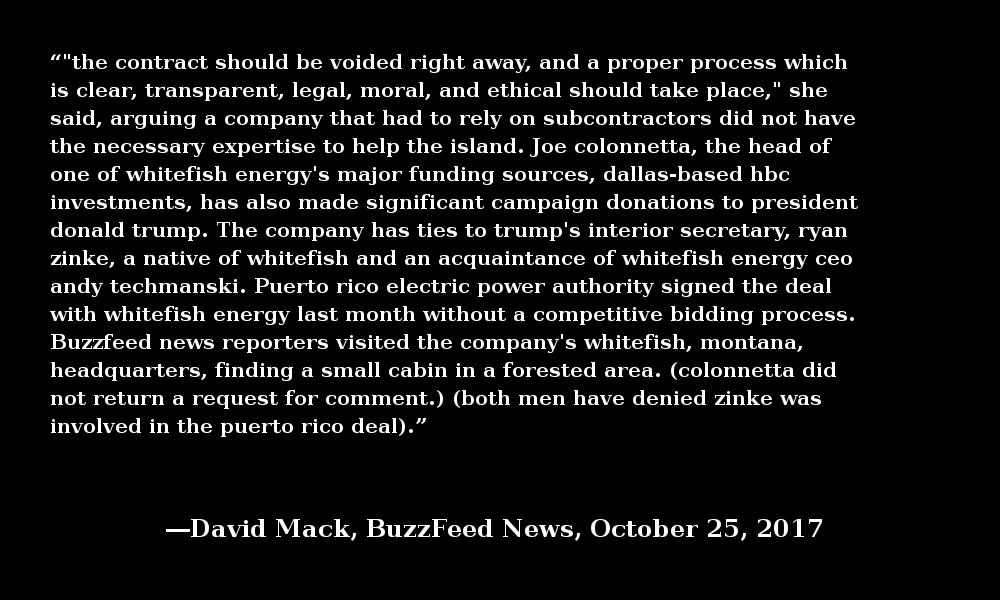 “"the contract should be voided right away, and a proper process which
is clear, transparent, legal, moral, and ethical should take place," she
said, arguing a company that had to rely on subcontractors did not have
the necessary expertise to help the island. Joe colonnetta, the head of
one of whitefish energy's major funding sources, dallas-based hbc
investments, has also made significant campaign donations to president
donald trump. The company has ties to trump's interior secretary, ryan
zinke, a native of whitefish and an acquaintance of whitefish energy ceo
andy techmanski. Puerto rico electric power authority signed the deal
with whitefish energy last month without a competitive bidding process.
Buzzfeed news reporters visited the company's whitefish, montana,
headquarters, finding a small cabin in a forested area. (colonnetta did
not return a request for comment.) (both men have denied zinke was
involved in the puerto rico deal).”
—David Mack, BuzzFeed News, October 25, 2017